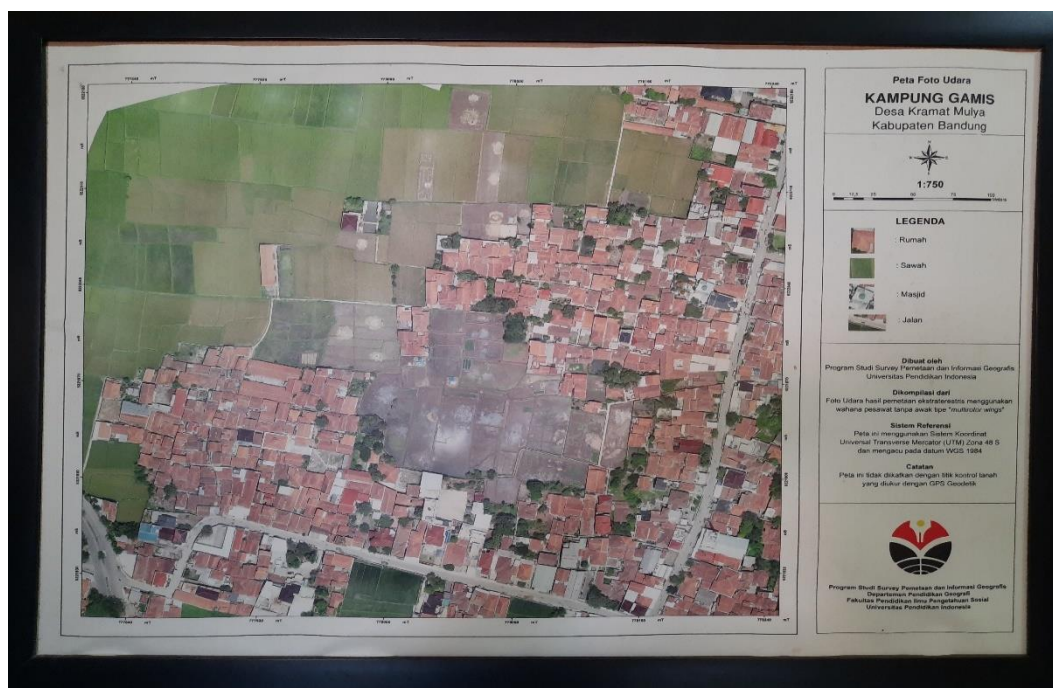 Peta Foto Udara
KAMPUNG GAMIS
Desa Kramat Mulya
Kabupaten Bandung
1:750
LEGENDA
: Rumah
: Sawah
: Masjid
: Jalan
Dibuat oleh
Program Studi Survey Pemetaan dan Informasi Geografis
Universitas Pendidikan Indonesia
Dikompilasi dari
Foto Udara hasil pemetaan ekstraterestris menggunakan
wahana pesawat tanpa awak tipe "multirotor wings"
Sistem Referensi
Peta ini menggunakan Sistem Koordinat
Universal Transverse Mercator (UTM) Zona 48 S
dan mengacu pada datum WGS 1984
Catatan
Peta ini tidak diikatkan dengan titik kontrol tanah
yang diukur dengan GPS Geodetik
Program Studi Survey Pemetaan dan Informasi Geografis
Departemen Pendidikan Geografi
Fakultas Pendidikan Ilmu Pengetahuan Sosial
Universitas Pendidikan Indonesia